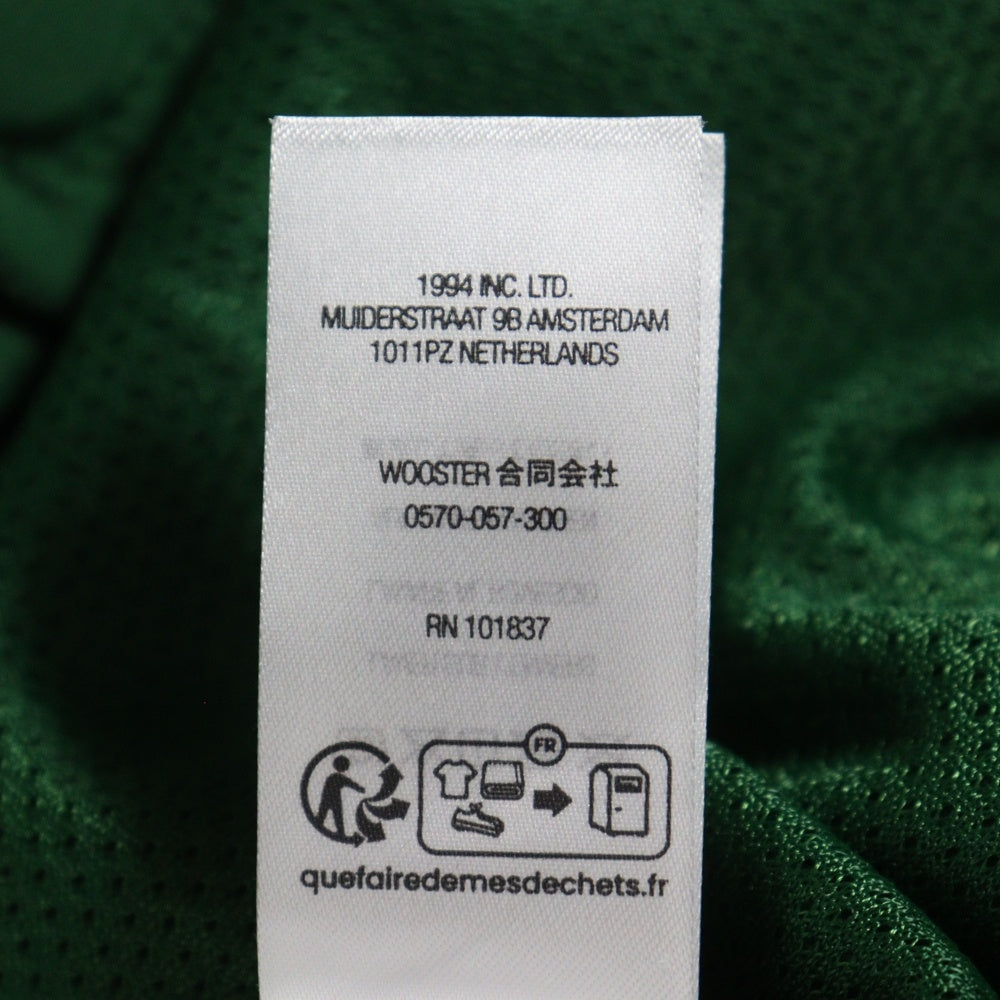 1994 INC. LTD.
MUIDERSTRAAT 9B AMSTERDAM
1011PZ NETHERLANDS
WOOSTER 合同会社
0570-057-300
RN 101837
FR
quefairedemesdechets.fr